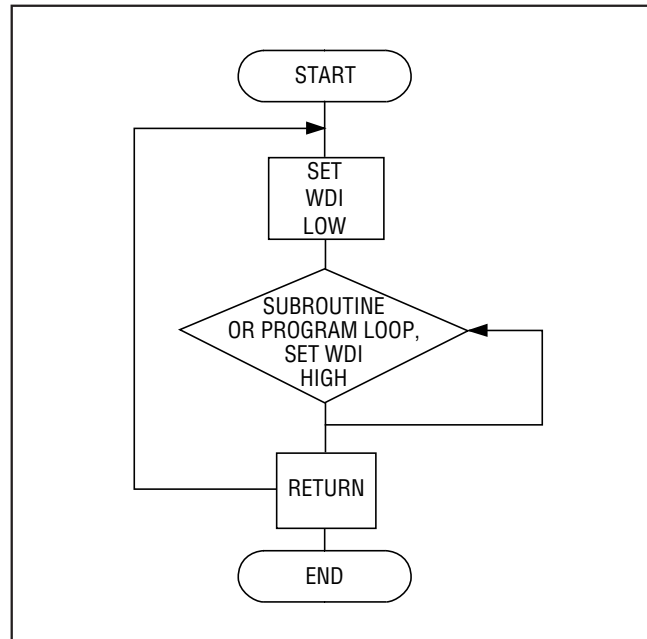 START
SET
WDI
LOW
SUBROUTINE
OR PROGRAM LOOP,
SET WDI
HIGH
RETURN
END